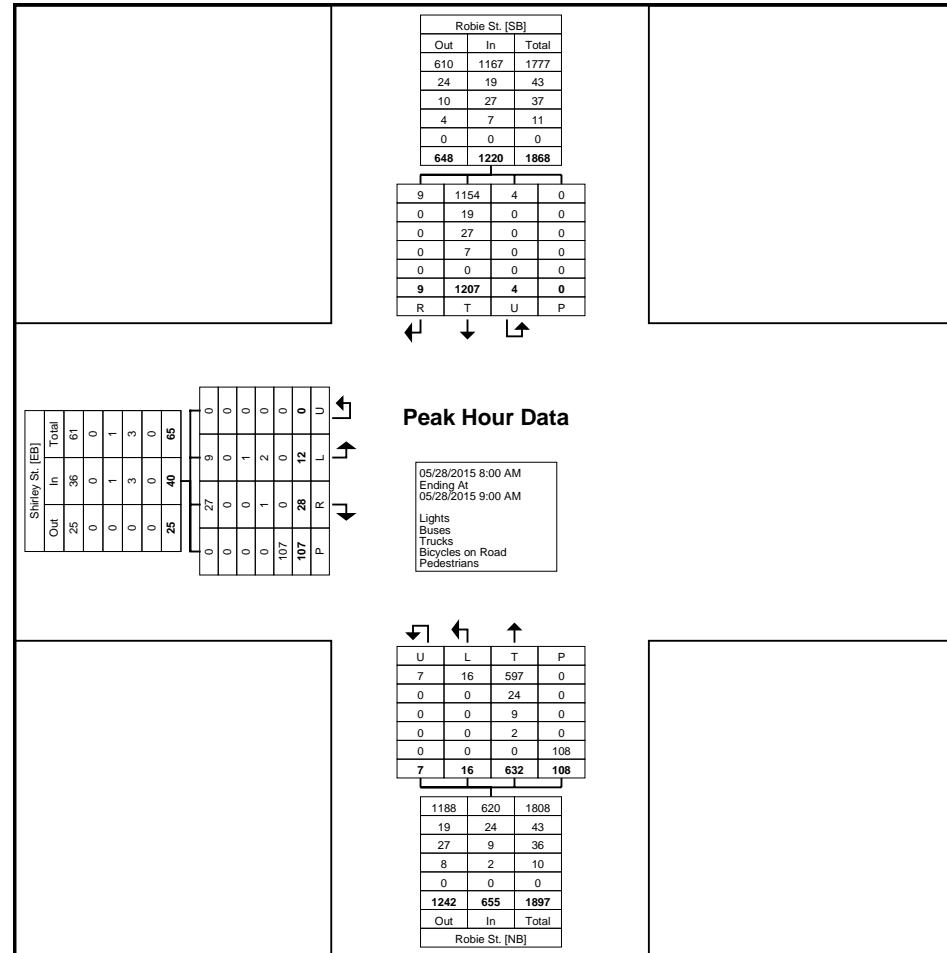 Robie St. [SB]
Out In Total
610 1167 1777
24 19 43
10 27 37
4 7 11
0 0 0
648 1220 1868
9 1154 4 0
0 19 0 0
0 27 0 0
0 7 0 0
0 0 0 0
9 1207 4 0
R T U P
Shirley St. [EB]
Out In Total
25 36 61
0 0 0
0 1 1
0 3 3
0 0 0
25 40 65
0 27 9 0
0 0 0 0
0 0 1 0
0 1 2 0
107 0 0 0
107 28 12 0
P R L U
Peak Hour Data
05/28/2015 8:00 AM
Ending At
05/28/2015 9:00 AM
Lights
Buses
Trucks
Bicycles on Road
Pedestrians
U L T P
7 16 597 0
0 0 24 0
0 0 9 0
0 0 2 0
0 0 0 108
7 16 632 108
1188 620 1808
19 24 43
27 9 36
8 2 10
0 0 0
1242 655 1897
Out In Total
Robie St. [NB]